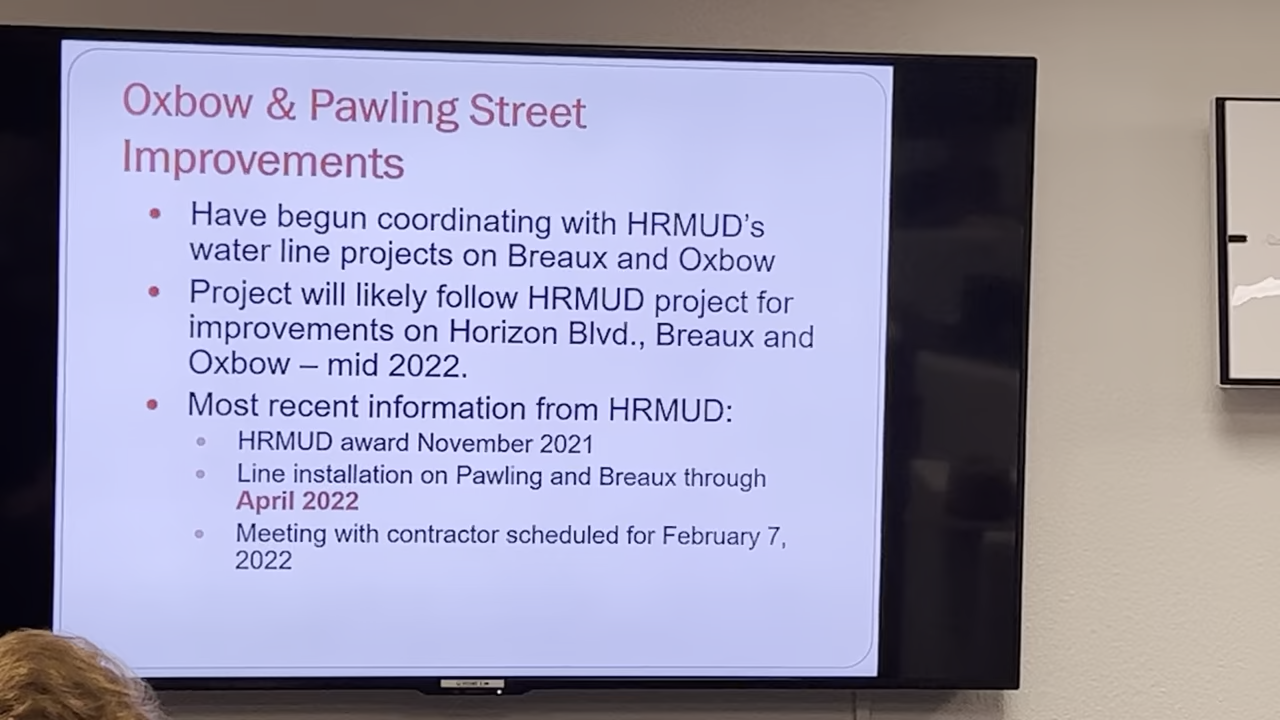 Oxbow & Pawling Street
Improvements
• Have begun coordinating with HRMUD's
water line projects on Breaux and Oxbow
• Project will likely follow HRMUD project for
improvements on Horizon Blvd., Breaux and
Oxbow – mid 2022.
• Most recent information from HRMUD:
• HRMUD award November 2021
• Line installation on Pawling and Breaux through
April 2022
• Meeting with contractor scheduled for February 7,
2022